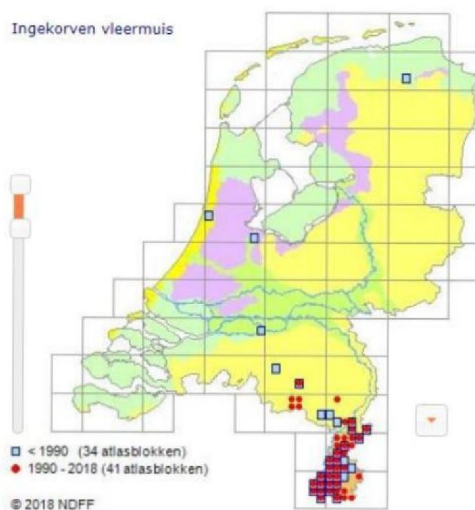 Ingekorven vleermuis
< 1990 (34 atlasblokken)
1990 - 2018 (41 atlasblokken)
© 2018 NDFF